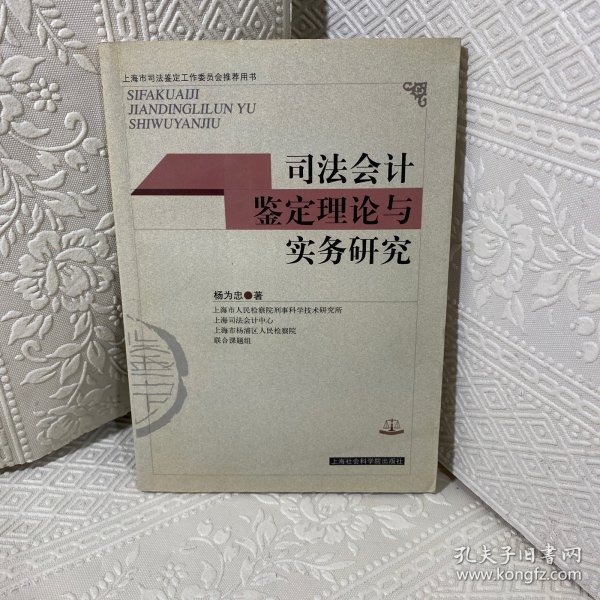 上海市司法鉴定工作委员会推荐用书
SIFAKUAIJI
JIANDINGLILUN YU
SHIWUYANJIU
司法会计
鉴定理论与
实务研究
杨为忠●著
上海市人民检察院刑事科学技术研究所
上海司法会计中心
上海市杨浦区人民检察院
联合课题组
上海社会科学院出版社
孔夫子旧书网
www.kongfz.com